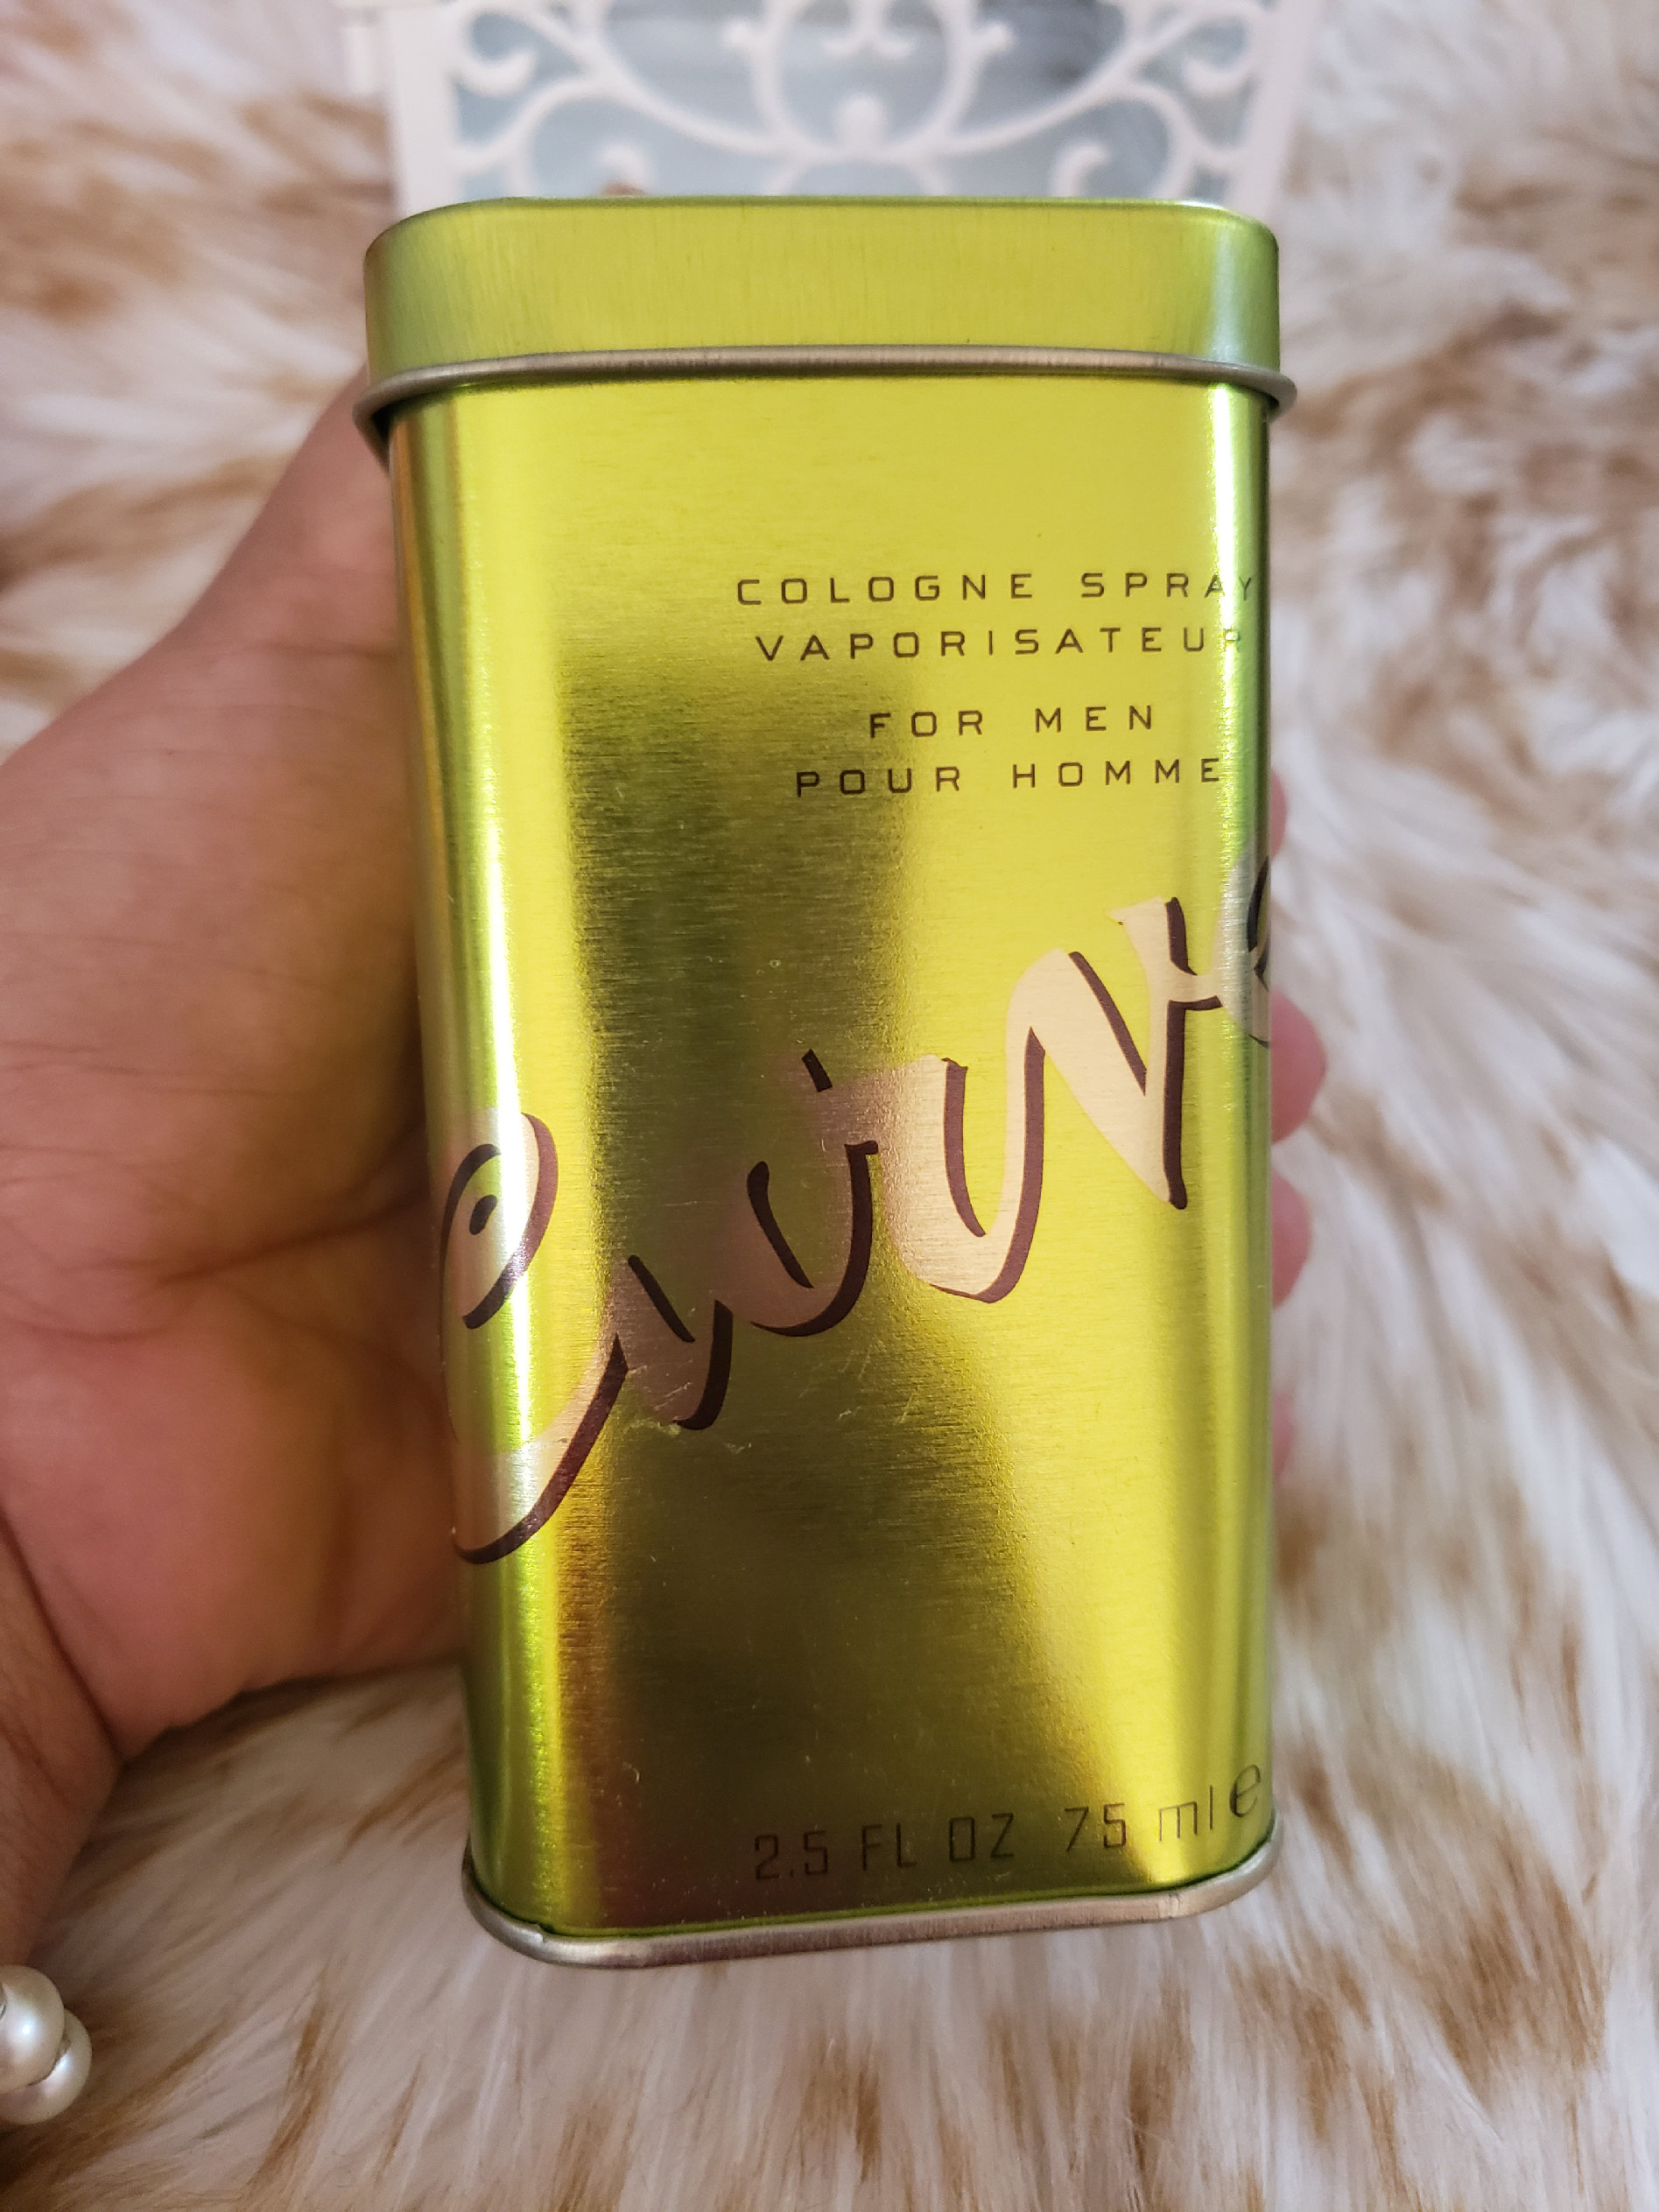 COLOGNE SPRAY
VAPORISATEUR
FOR MEN
POUR HOMME
curve
2.5 FL OZ 75 ml e